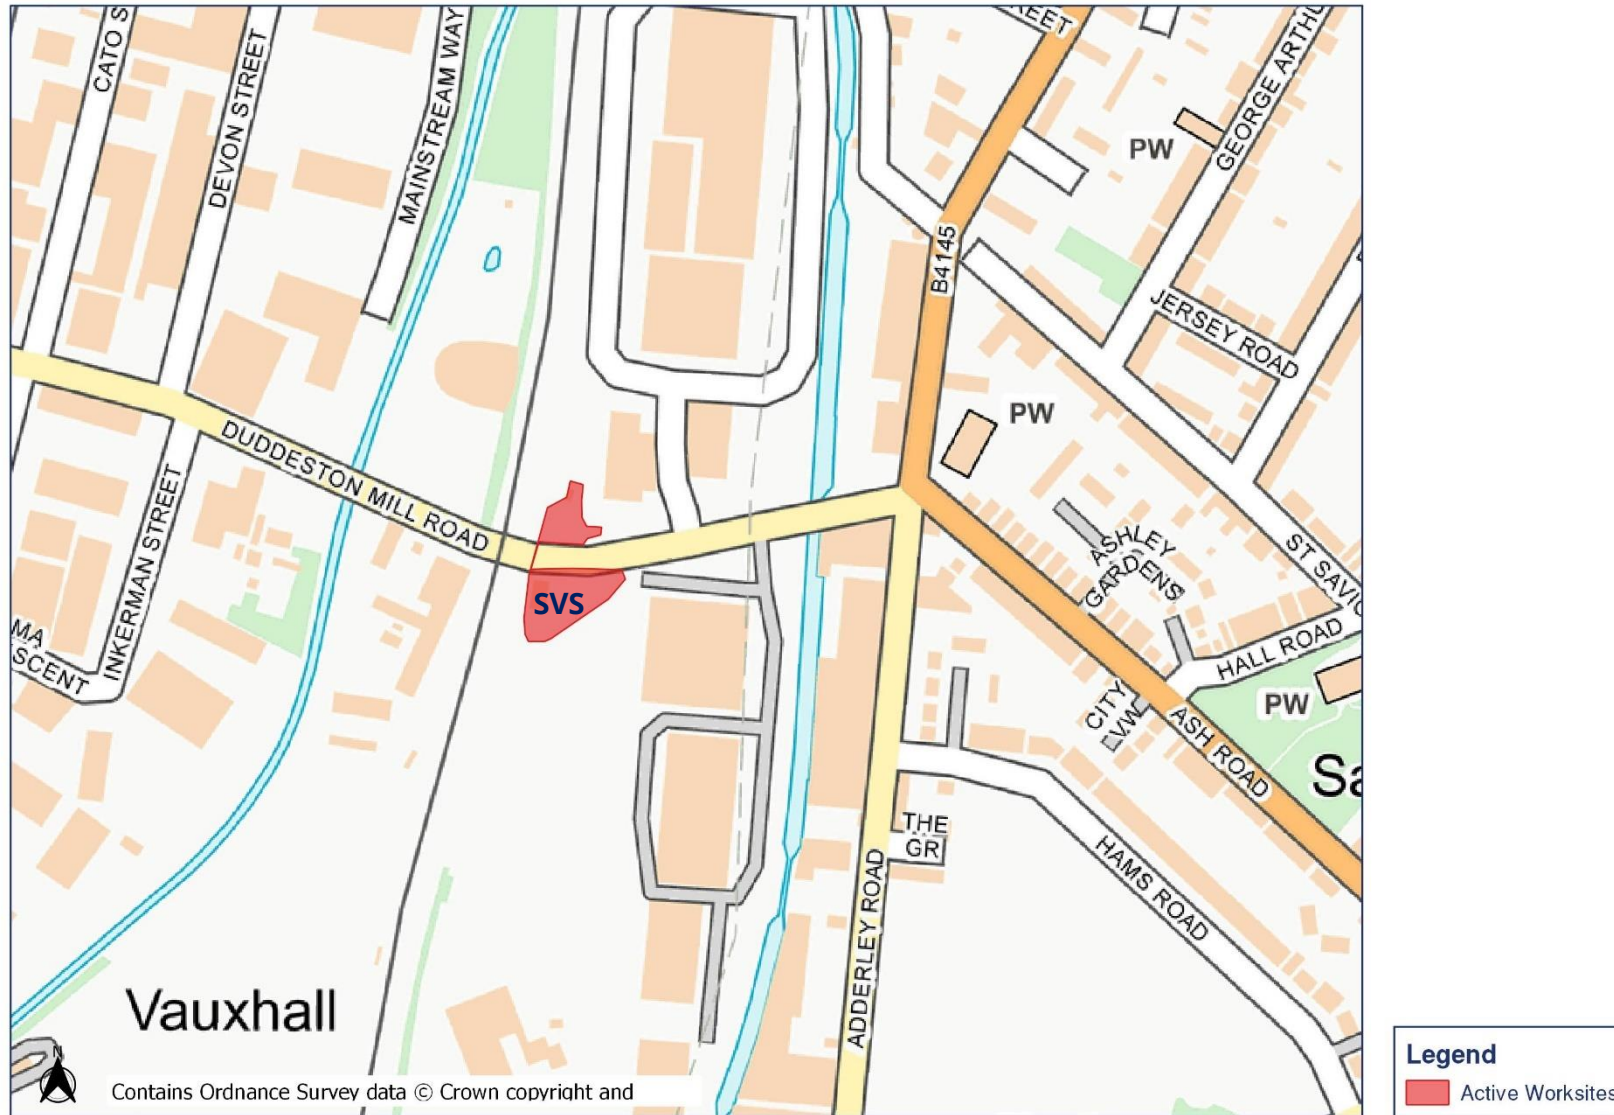 CATO S
DEVON STREET
MAINSTREAM WAY
REET
GEORGE ARTHU
PW
B4145
JERSEY ROAD
PW
DUDDESTON MILL ROAD
INKERMAN STREET
MA
SCENT
SVS
ASHLEY
GARDENS
ST SAVIO
HALL ROAD
PW
CITY
VW
ASH ROAD
Sa
THE
GR
HAMS ROAD
ADDERLEY ROAD
Vauxhall
N
Contains Ordnance Survey data © Crown copyright and
Legend
Active Worksites